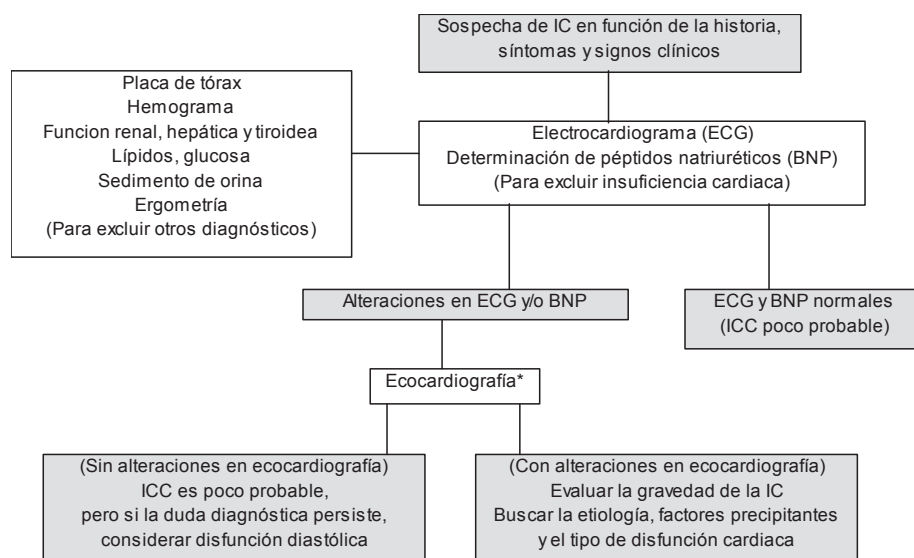 Sospecha de IC en función de la historia,
síntomas y signos clínicos
Placa de tórax
Hemograma
Funcion renal, hepática y tiroidea
Lípidos, glucosa
Sedimento de orina
Ergometría
(Para excluir otros diagnósticos)
Electrocardiograma (ECG)
Determinación de péptidos natriuréticos (BNP)
(Para excluir insuficiencia cardiaca)
Alteraciones en ECG y/o BNP
ECG y BNP normales
(ICC poco probable)
Ecocardiografía*
(Sin alteraciones en ecocardiografía)
ICC es poco probable,
pero si la duda diagnóstica persiste,
considerar disfunción diastólica
(Con alteraciones en ecocardiografía)
Evaluar la gravedad de la IC
Buscar la etiología, factores precipitantes
y el tipo de disfunción cardiaca